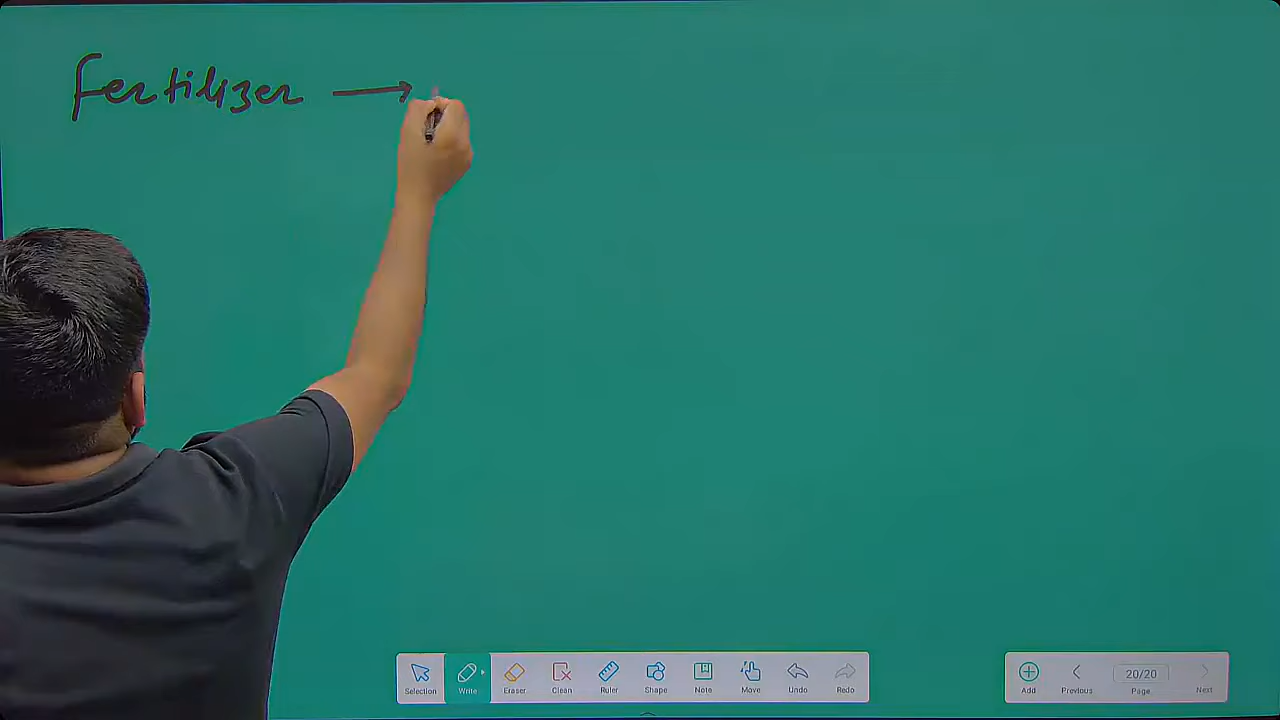 Fertilizer →
Selection
Write
Eraser
Clean
Ruler
Shape
Note
Move
Undo
Redo
Add
Previous
20/20
Page
Next